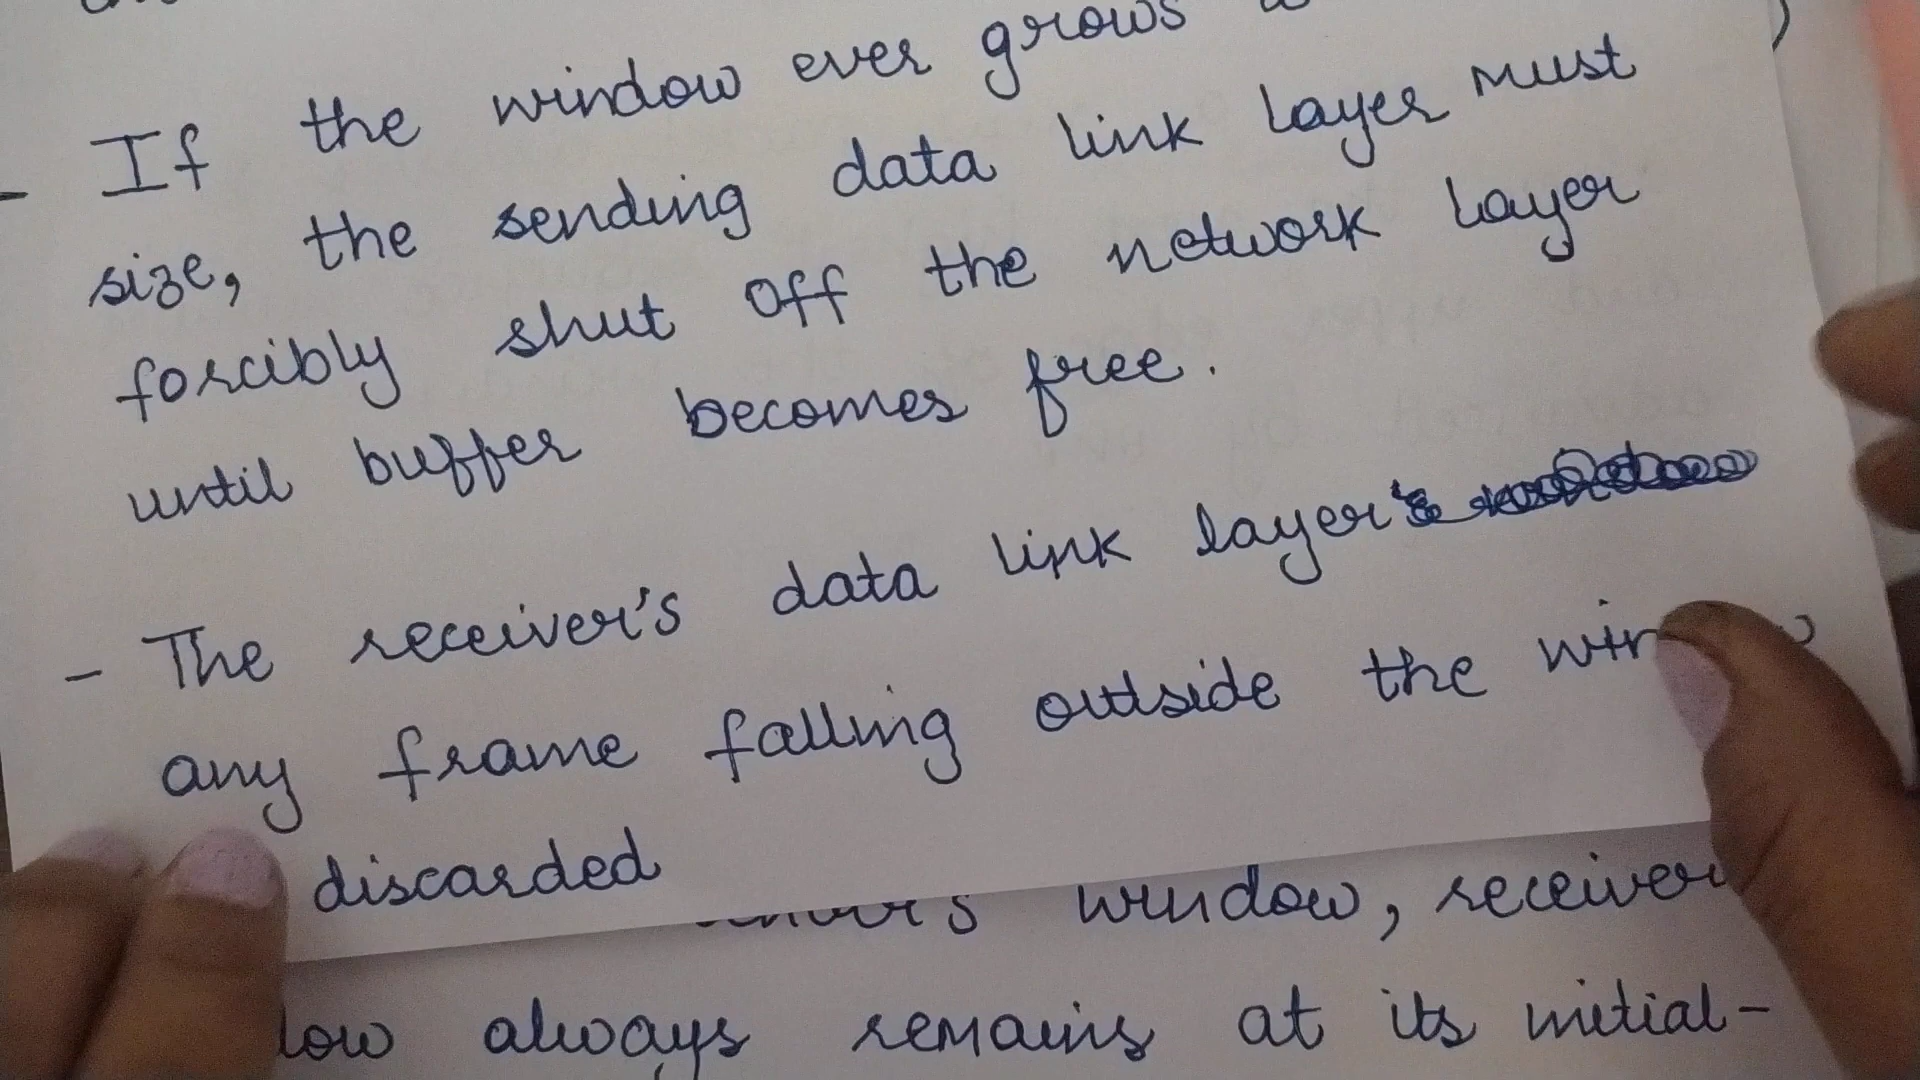 - If the window ever grows
size, the sending data link layer must
forcibly shut off the network layer
until buffer becomes free.
- The receiver's data link layer's
any frame falling outside the
discarded
window, receiver
always remains at its initial-